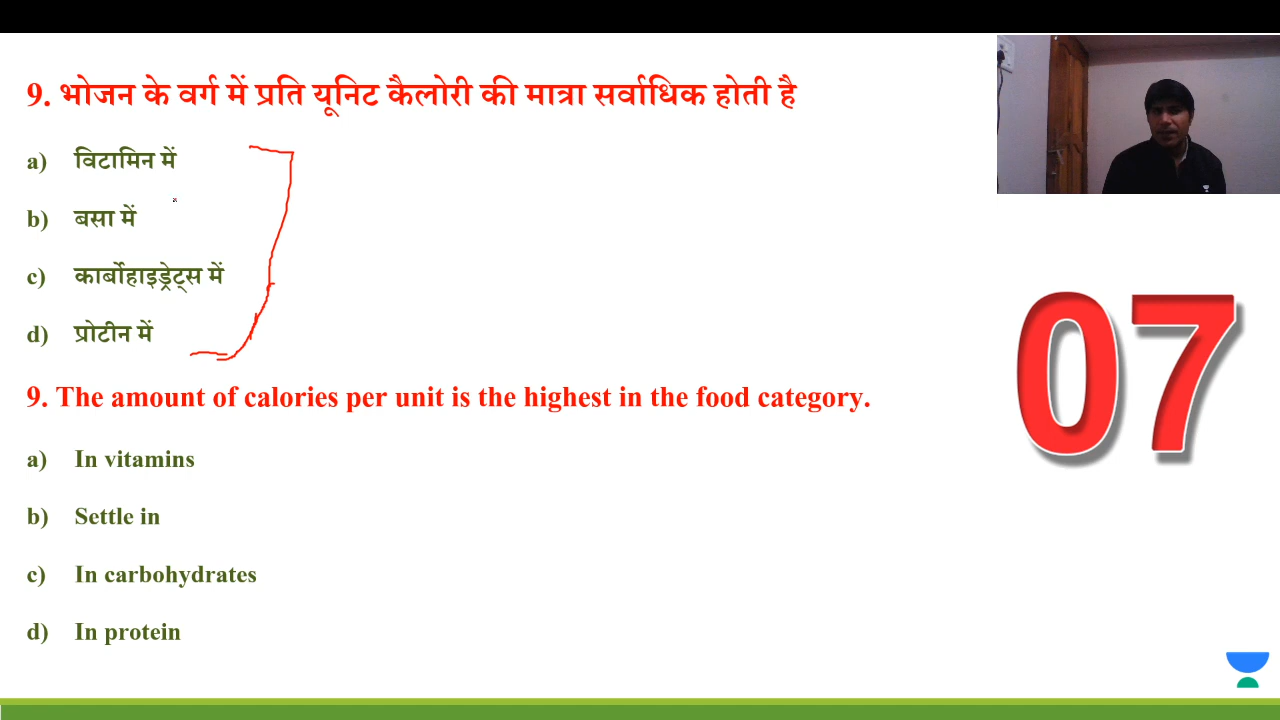 9. भोजन के वर्ग में प्रति यूनिट कैलोरी की मात्रा सर्वाधिक होती है
a) विटामिन में
b) बसा में
c) कार्बोहाइड्रेट्स में
d) प्रोटीन में
9. The amount of calories per unit is the highest in the food category.
a) In vitamins
b) Settle in
c) In carbohydrates
d) In protein
07